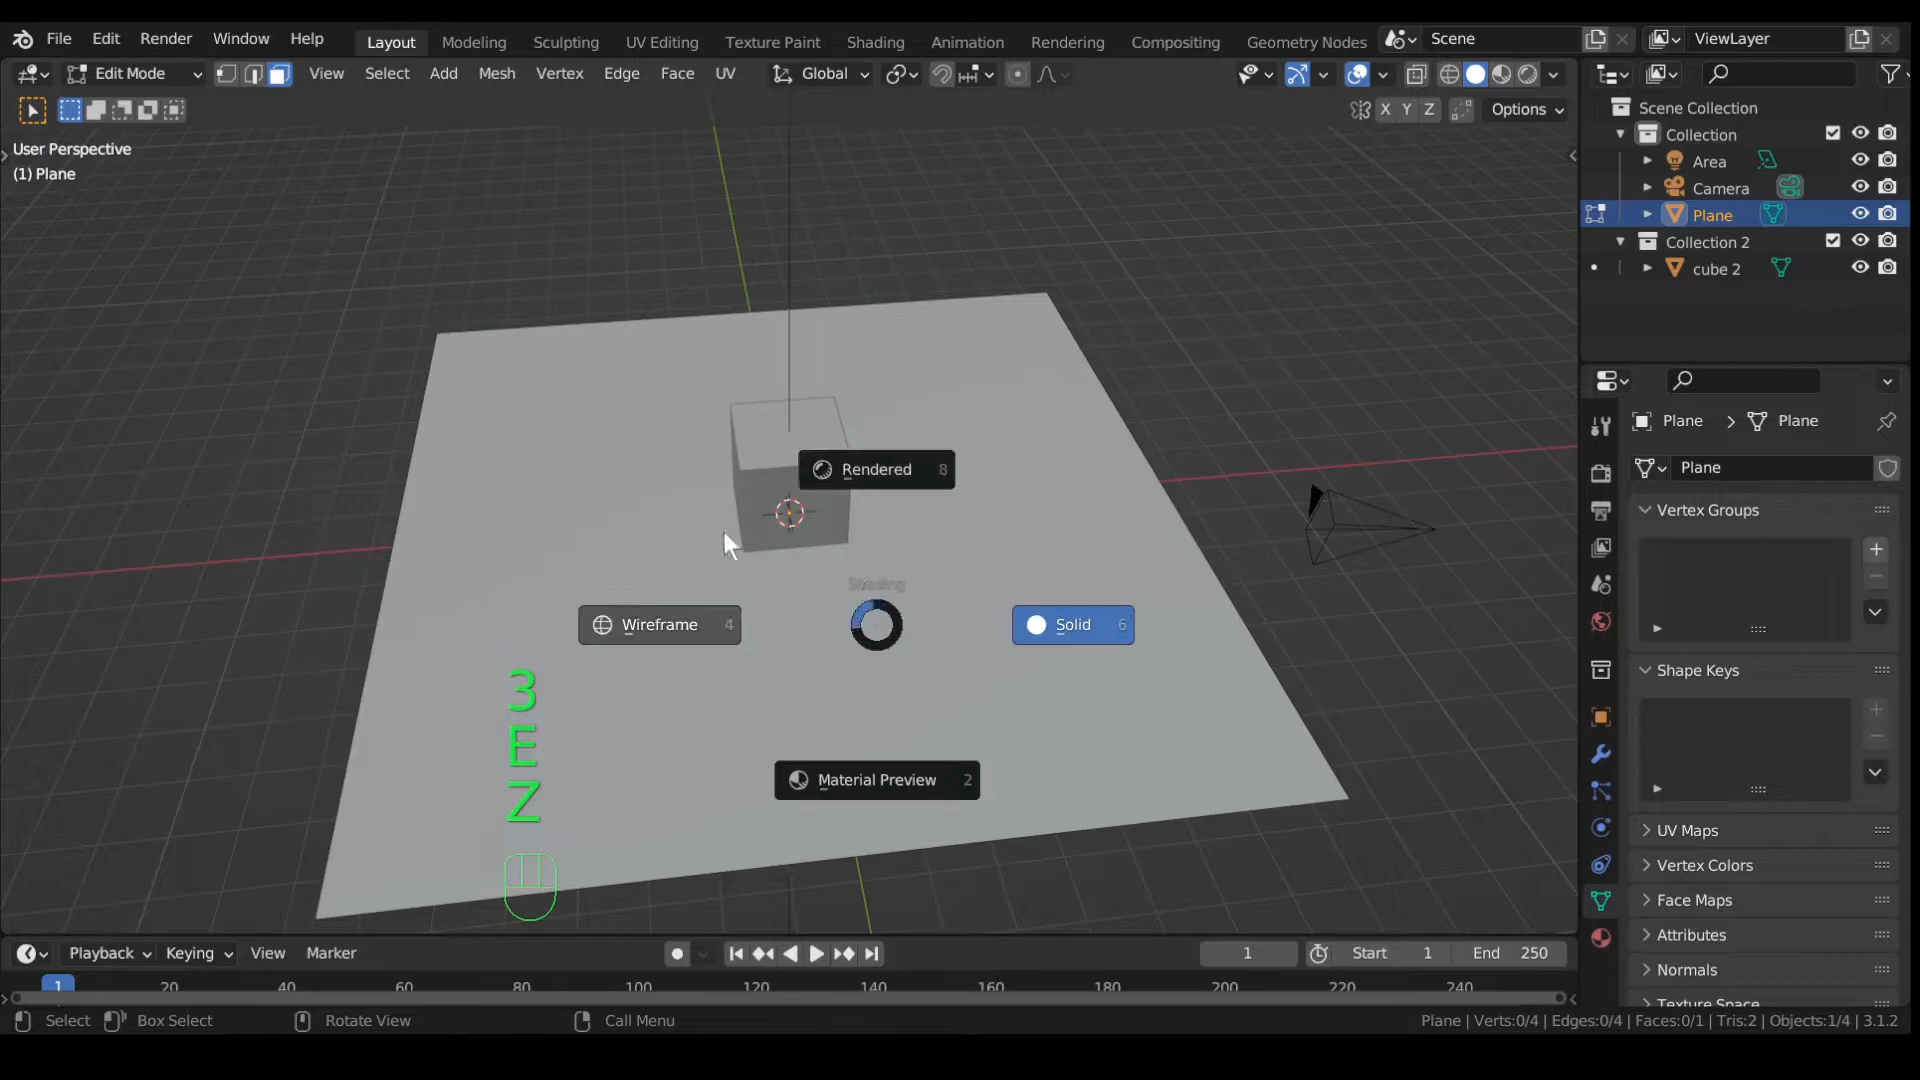 File Edit Render Window Help Layout Modeling Sculpting UV Editing Texture Paint Shading Animation Rendering Compositing Geometry Nodes Scene ViewLayer
Edit Mode View Select Add Mesh Vertex Edge Face UV Global
X Y Z Options
User Perspective
(1) Plane
Scene Collection
Collection
Area
Camera
Plane
Collection 2
cube 2
Plane Plane
Plane
Vertex Groups
Shape Keys
UV Maps
Vertex Colors
Face Maps
Attributes
Normals
Texture Space
Rendered 8
Shading
Wireframe 4
Solid 6
Material Preview 2
3
E
Z
Playback Keying View Marker 1 Start 1 End 250
1 20 40 60 80 100 120 140 160 180 200 220 240
Select Box Select Rotate View Call Menu Plane | Verts:0/4 | Edges:0/4 | Faces:0/1 | Tris:2 | Objects:1/4 | 3.1.2